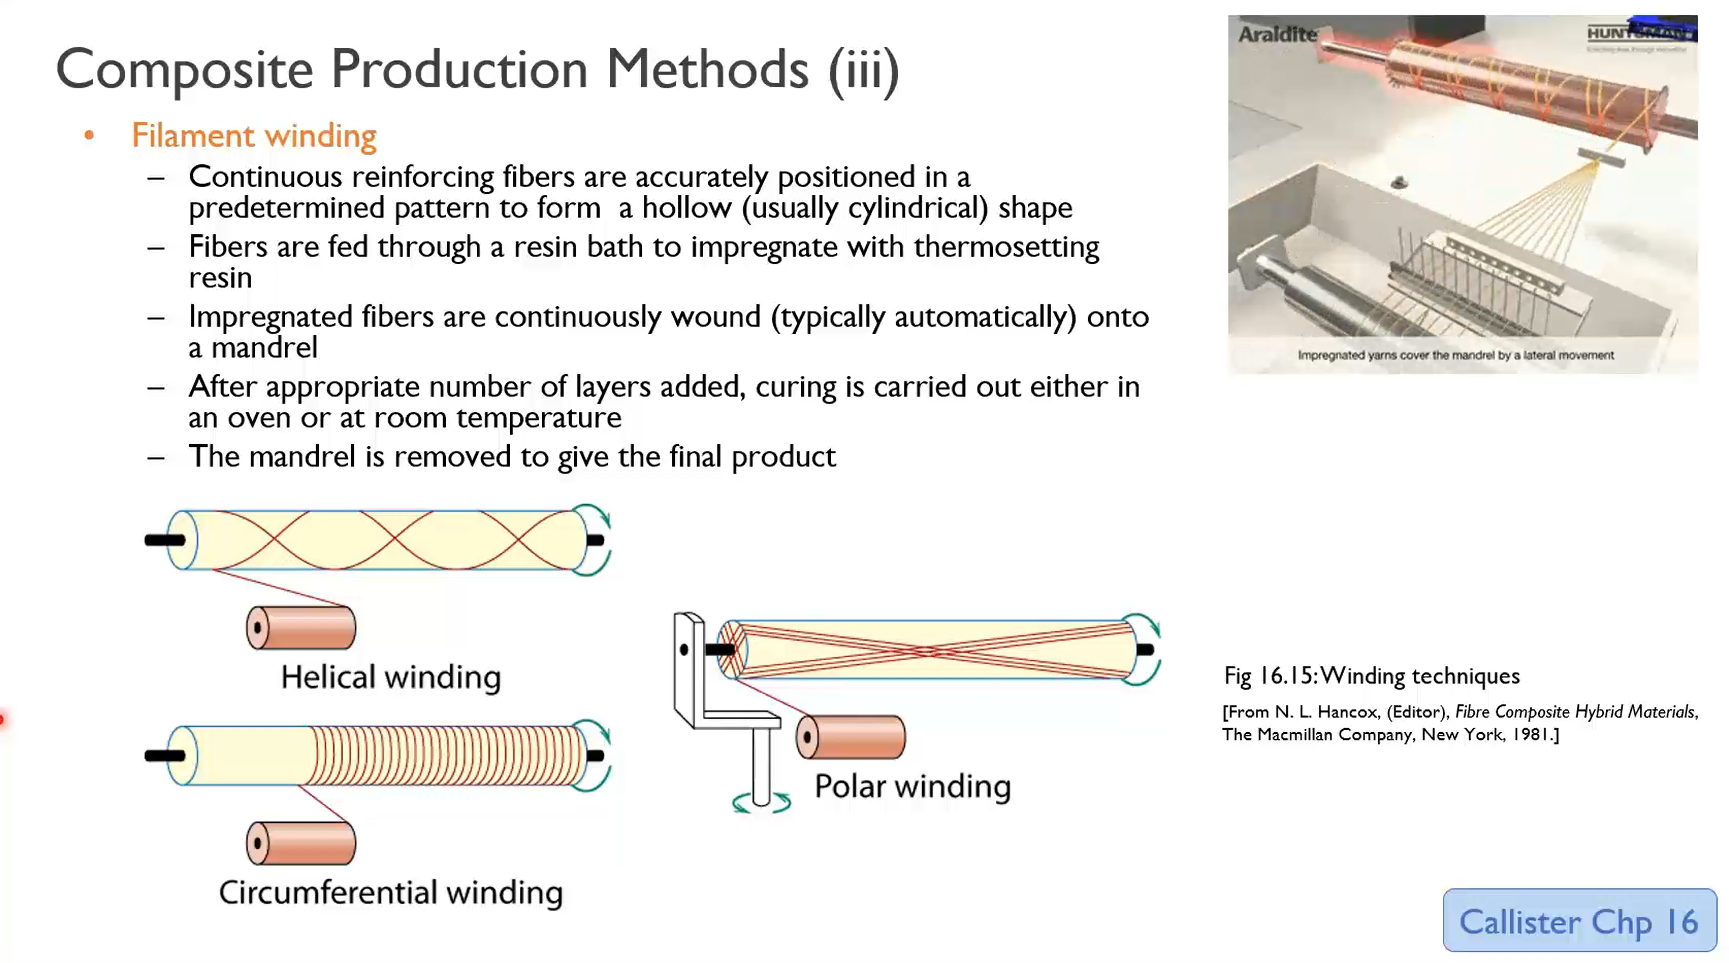 Composite Production Methods (iii)
• Filament winding
– Continuous reinforcing fibers are accurately positioned in a
predetermined pattern to form a hollow (usually cylindrical) shape
– Fibers are fed through a resin bath to impregnate with thermosetting
resin
– Impregnated fibers are continuously wound (typically automatically) onto
a mandrel
– After appropriate number of layers added, curing is carried out either in
an oven or at room temperature
– The mandrel is removed to give the final product
Araldite
HUNTSMAN
Impregnated yarns cover the mandrel by a lateral movement
Helical winding
Circumferential winding
Polar winding
Fig 16.15: Winding techniques
[From N. L. Hancox, (Editor), Fibre Composite Hybrid Materials,
The Macmillan Company, New York, 1981.]
Callister Chp 16